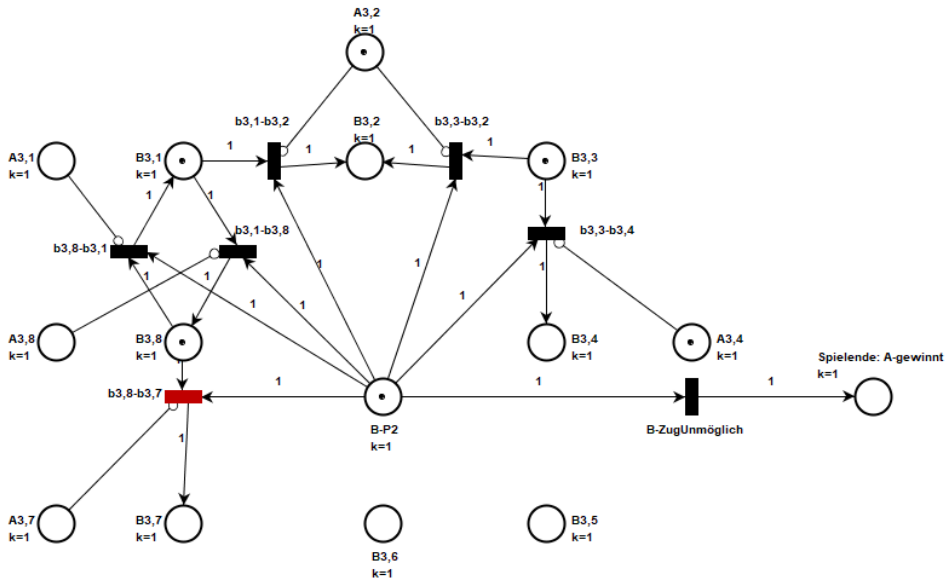 A3,2
k=1
b3,1-b3,2
B3,2
k=1
b3,3-b3,2
A3,1
k=1
B3,1
k=1
1
1
1
1
B3,3
k=1
1
1
1
b3,8-b3,1
b3,1-b3,8
b3,3-b3,4
1
1
1
1
1
1
1
1
A3,8
k=1
B3,8
k=1
B3,4
k=1
A3,4
k=1
Spielende: A-gewinnt
k=1
b3,8-b3,7
1
1
1
B-P2
k=1
B-ZugUnmöglich
1
A3,7
k=1
B3,7
k=1
B3,6
k=1
B3,5
k=1